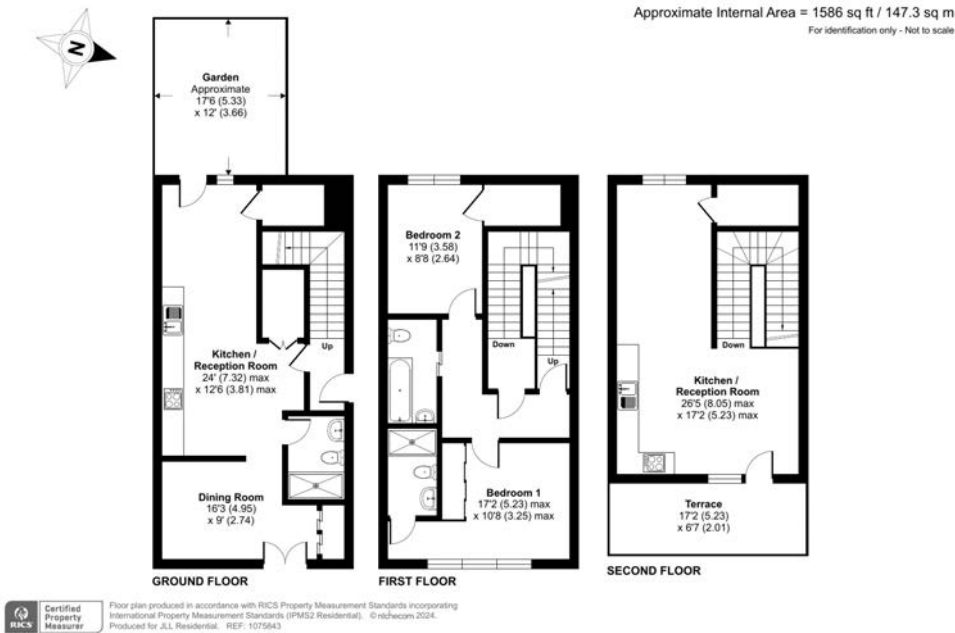 Approximate Internal Area = 1586 sq ft / 147.3 sq m
For identification only - Not to scale
N
Garden
Approximate
17'6 (5.33)
x 12' (3.66)
Kitchen /
Reception Room
24' (7.32) max
x 12'6 (3.81) max
Up
Dining Room
16'3 (4.95)
x 9' (2.74)
GROUND FLOOR
Bedroom 2
11'9 (3.58)
x 8'8 (2.64)
Down
Up
Bedroom 1
17'2 (5.23) max
x 10'8 (3.25) max
FIRST FLOOR
Down
Kitchen /
Reception Room
26'5 (8.05) max
x 17'2 (5.23) max
Terrace
17'2 (5.23)
x 6'7 (2.01)
SECOND FLOOR
RICS
Certified
Property
Measurer
Floor plan produced in accordance with RICS Property Measurement Standards incorporating
International Property Measurement Standards (IPMS2 Residential). © nichecom 2024.
Produced for JLL Residential. REF: 1075843